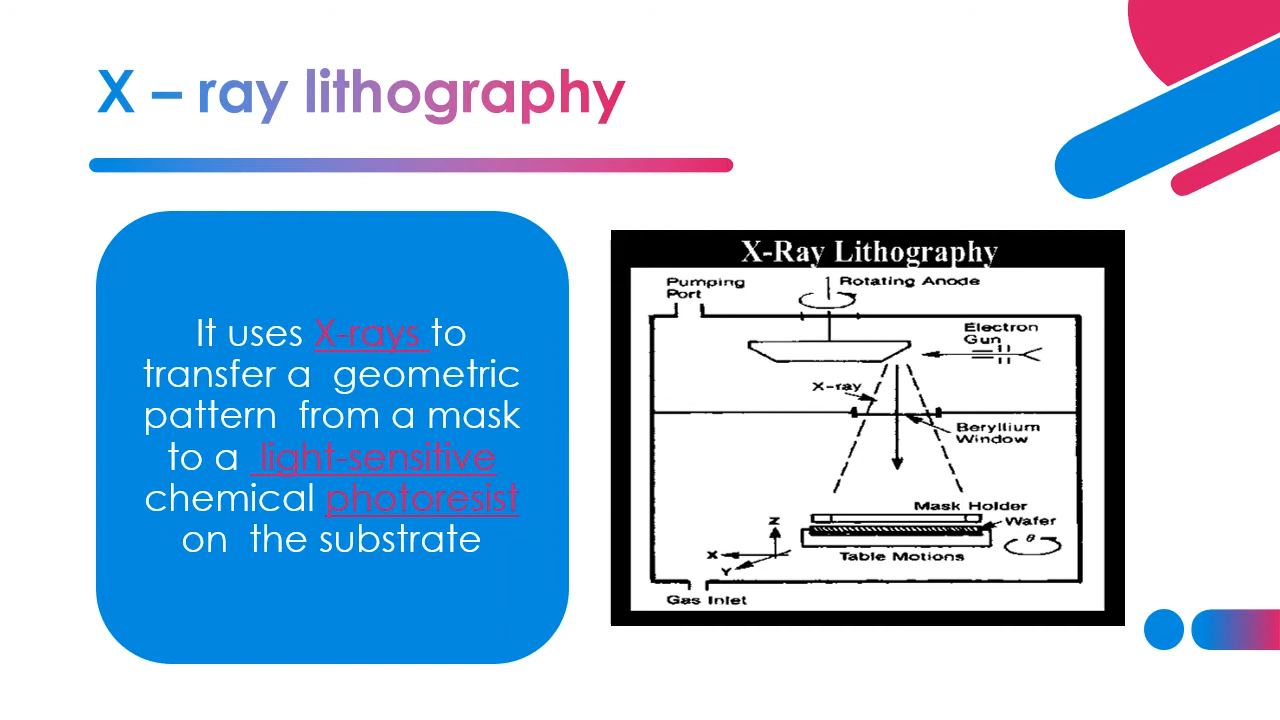 X – ray lithography
It uses X-rays to
transfer a  geometric
pattern  from a mask
to a  light-sensitive
chemical photoresist
on  the substrate
X-Ray Lithography
Pumping
Port
Rotating Anode
Electron
Gun
X-ray
Beryllium
Window
Mask Holder
Wafer
Z
X
Y
θ
Table Motions
Gas Inlet